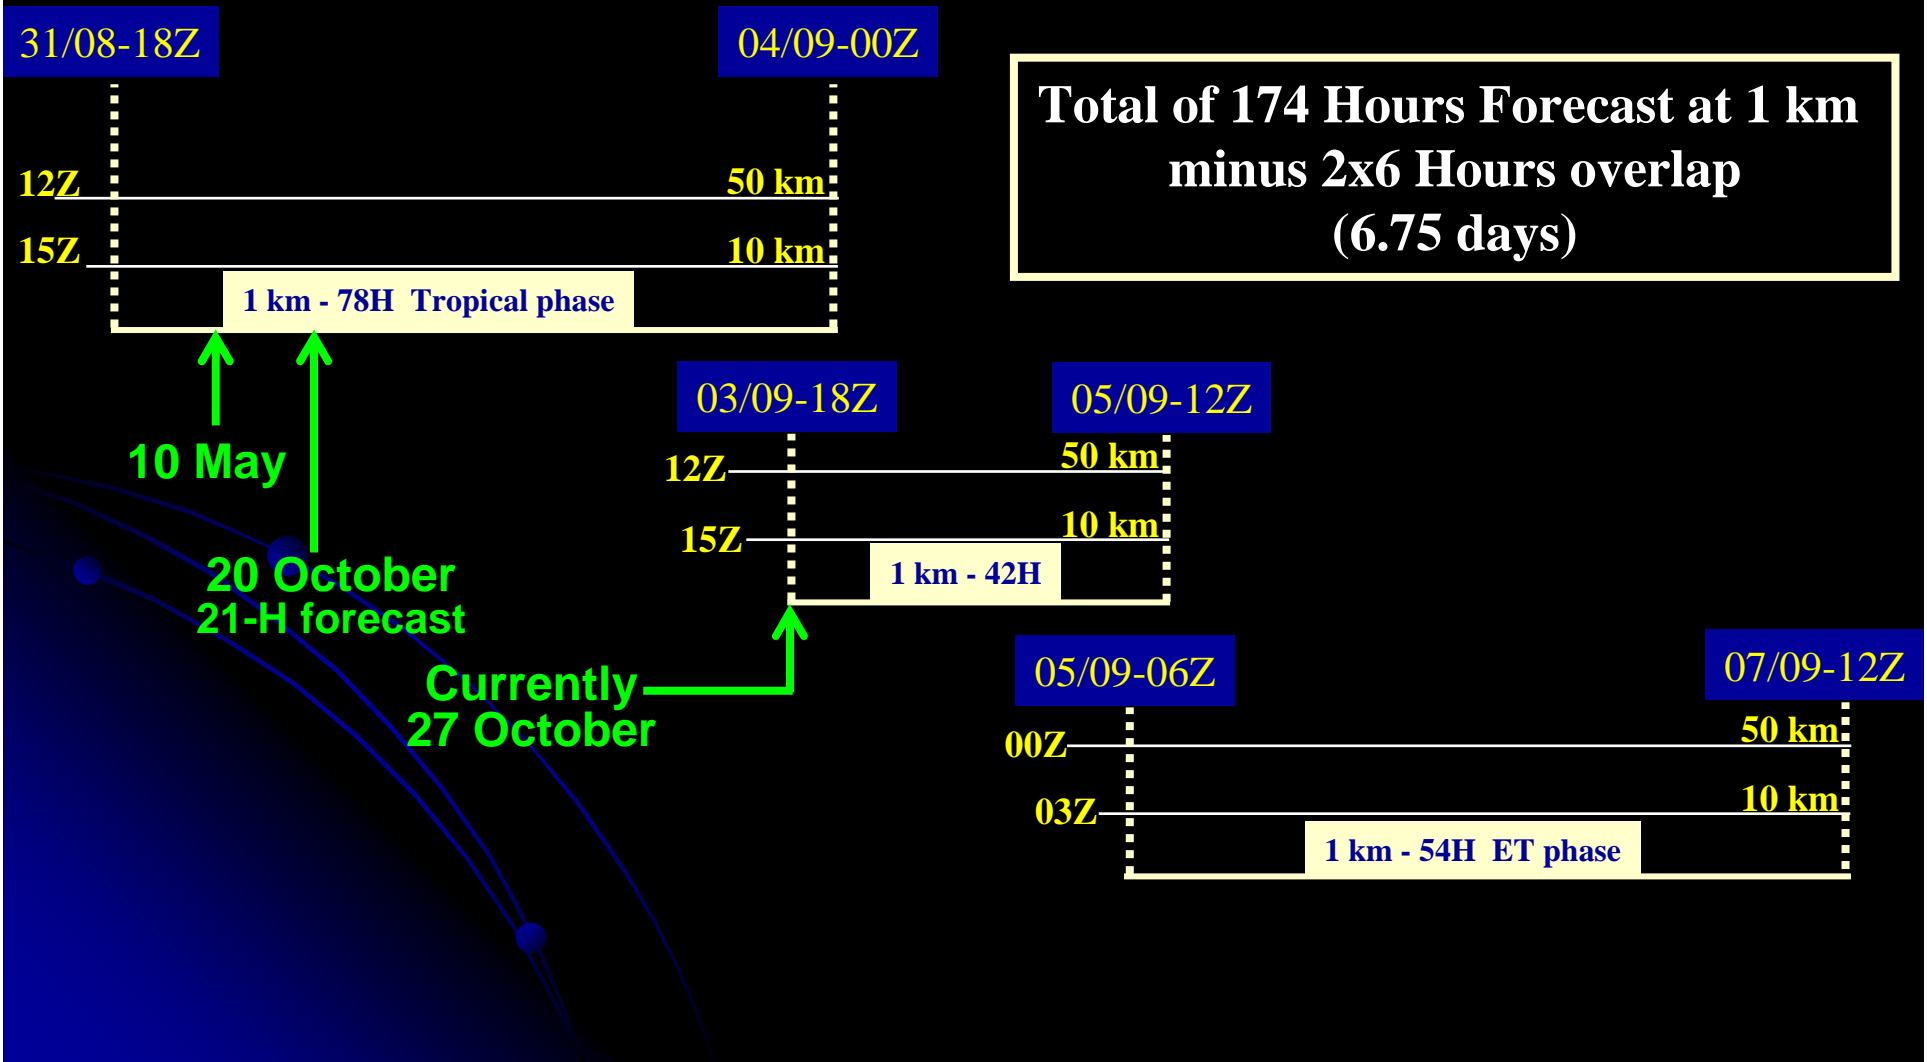 31/08-18Z
04/09-00Z
Total of 174 Hours Forecast at 1 km
minus 2x6 Hours overlap
(6.75 days)
12Z
50 km
15Z
10 km
1 km - 78H Tropical phase
03/09-18Z
05/09-12Z
10 May
12Z
50 km
15Z
10 km
1 km - 42H
20 October
21-H forecast
Currently
27 October
05/09-06Z
07/09-12Z
00Z
50 km
03Z
10 km
1 km - 54H ET phase